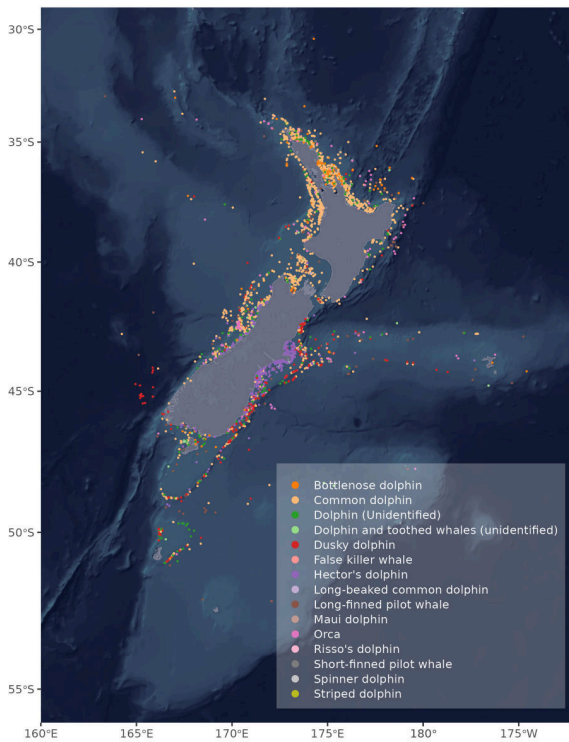 30°S
35°S
40°S
45°S
50°S
55°S
Bottlenose dolphin
Common dolphin
Dolphin (Unidentified)
Dolphin and toothed whales (unidentified)
Dusky dolphin
False killer whale
Hector's dolphin
Long-beaked common dolphin
Long-finned pilot whale
Maui dolphin
Orca
Risso's dolphin
Short-finned pilot whale
Spinner dolphin
Striped dolphin
160°E 165°E 170°E 175°E 180° 175°W